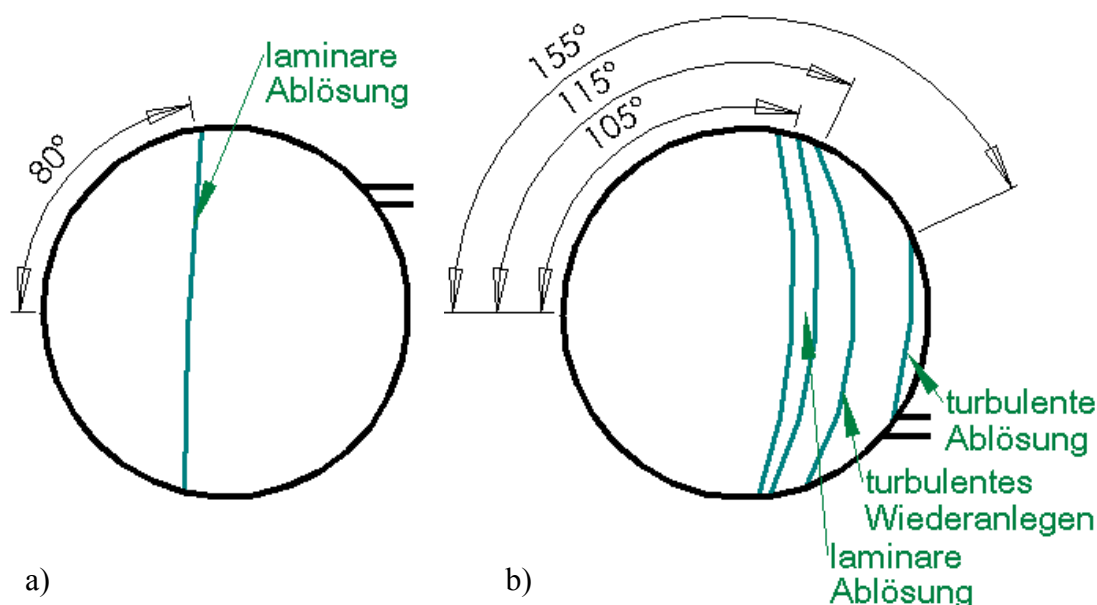 laminare
Ablösung
80°
155°
115°
105°
turbulente
Ablösung
turbulentes
Wiederanlegen
laminare
Ablösung
a)
b)